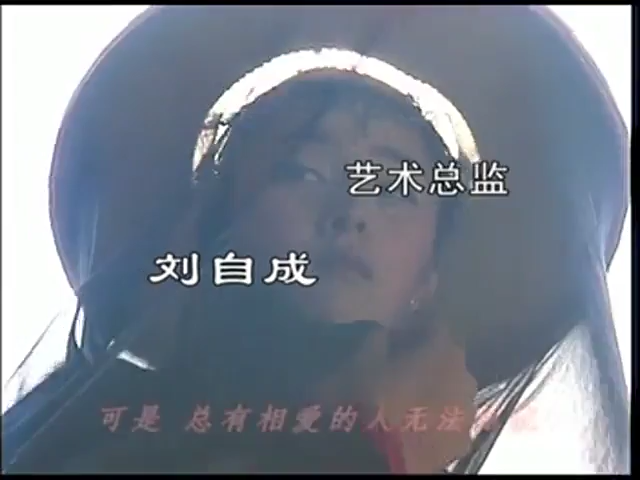 艺术总监
刘自成
可是 总有相爱的人无法